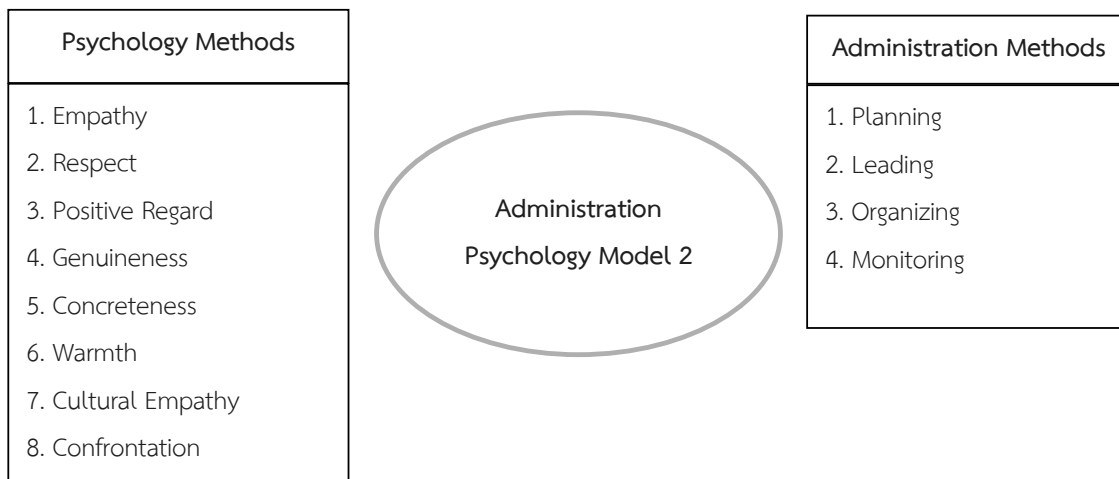 Psychology Methods
1. Empathy
2. Respect
3. Positive Regard
4. Genuineness
5. Concreteness
6. Warmth
7. Cultural Empathy
8. Confrontation
Administration
Psychology Model 2
Administration Methods
1. Planning
2. Leading
3. Organizing
4. Monitoring